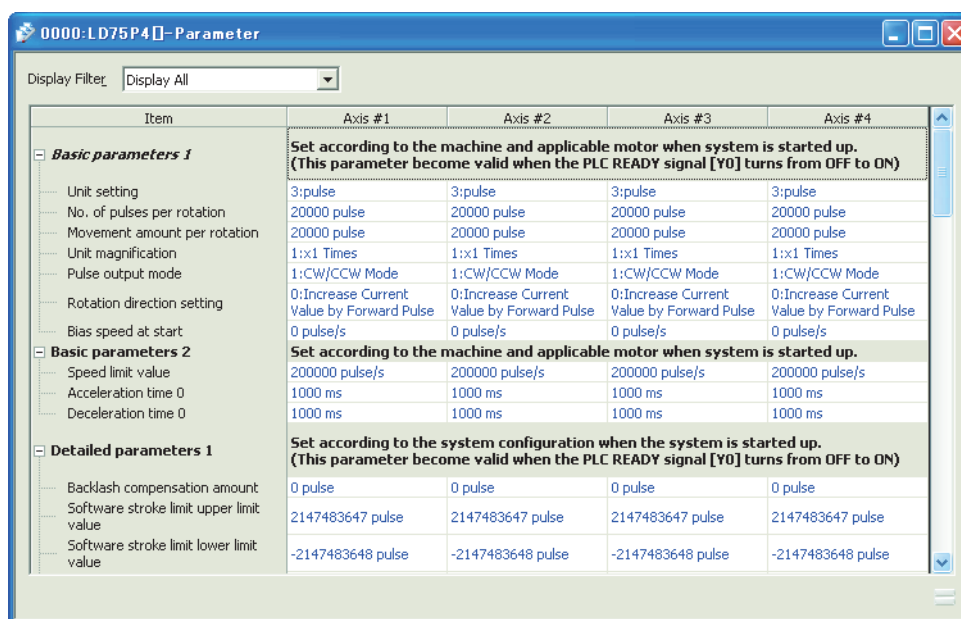 0000:LD75P4[]-Parameter
Display Filter Display All
Item Axis #1 Axis #2 Axis #3 Axis #4
Basic parameters 1 Set according to the machine and applicable motor when system is started up.
(This parameter become valid when the PLC READY signal [Y0] turns from OFF to ON)
Unit setting 3:pulse 3:pulse 3:pulse 3:pulse
No. of pulses per rotation 20000 pulse 20000 pulse 20000 pulse 20000 pulse
Movement amount per rotation 20000 pulse 20000 pulse 20000 pulse 20000 pulse
Unit magnification 1:x1 Times 1:x1 Times 1:x1 Times 1:x1 Times
Pulse output mode 1:CW/CCW Mode 1:CW/CCW Mode 1:CW/CCW Mode 1:CW/CCW Mode
Rotation direction setting 0:Increase Current 0:Increase Current 0:Increase Current 0:Increase Current
Value by Forward Pulse Value by Forward Pulse Value by Forward Pulse Value by Forward Pulse
Bias speed at start 0 pulse/s 0 pulse/s 0 pulse/s 0 pulse/s
Basic parameters 2 Set according to the machine and applicable motor when system is started up.
Speed limit value 200000 pulse/s 200000 pulse/s 200000 pulse/s 200000 pulse/s
Acceleration time 0 1000 ms 1000 ms 1000 ms 1000 ms
Deceleration time 0 1000 ms 1000 ms 1000 ms 1000 ms
Detailed parameters 1 Set according to the system configuration when the system is started up.
(This parameter become valid when the PLC READY signal [Y0] turns from OFF to ON)
Backlash compensation amount 0 pulse 0 pulse 0 pulse 0 pulse
Software stroke limit upper limit
value 2147483647 pulse 2147483647 pulse 2147483647 pulse 2147483647 pulse
Software stroke limit lower limit
value -2147483648 pulse -2147483648 pulse -2147483648 pulse -2147483648 pulse